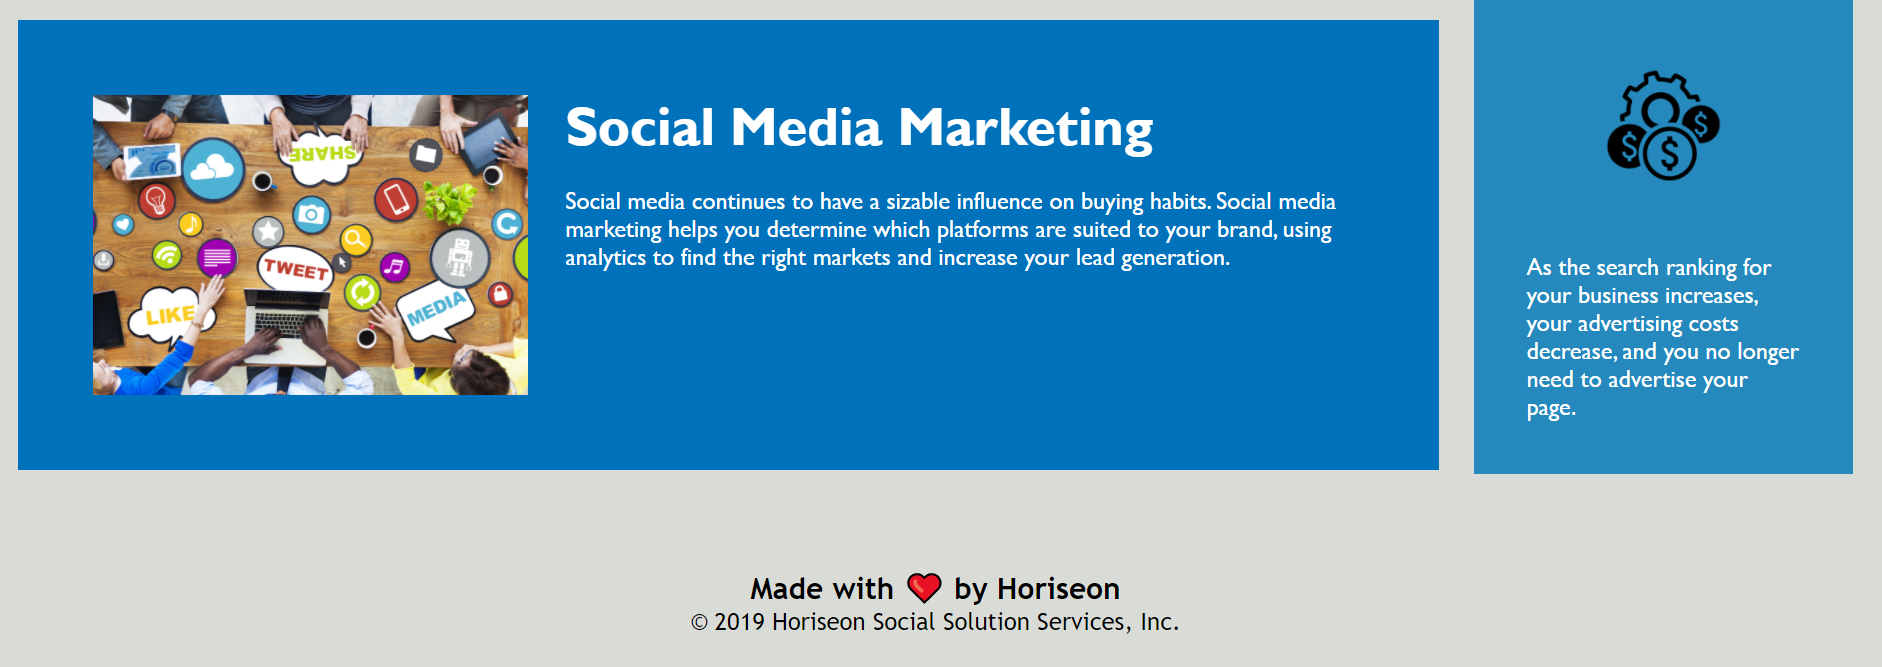 Social Media Marketing
Social media continues to have a sizable influence on buying habits. Social media
marketing helps you determine which platforms are suited to your brand, using
analytics to find the right markets and increase your lead generation.
SHARE
TWEET
LIKE
MEDIA
$ $ $
As the search ranking for
your business increases,
your advertising costs
decrease, and you no longer
need to advertise your
page.
Made with ❤️ by Horiseon
© 2019 Horiseon Social Solution Services, Inc.